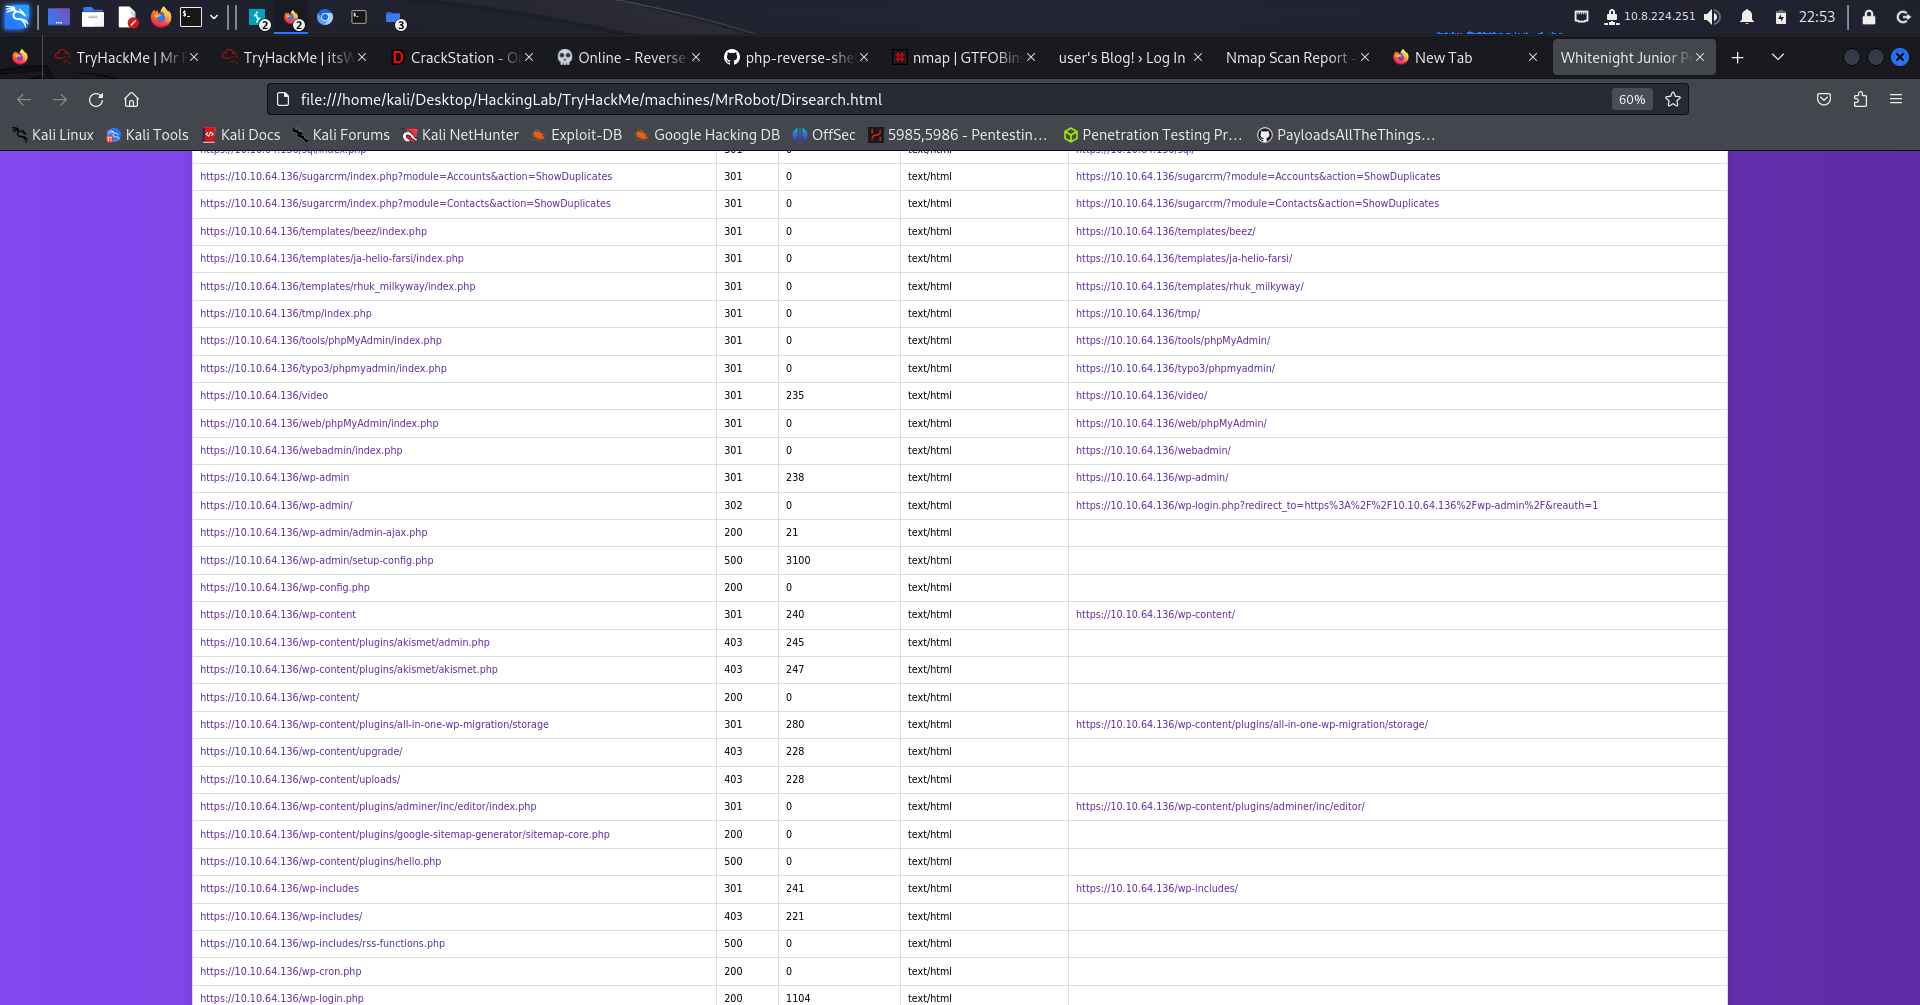 2 2 3 10.8.224.251 22:53
TryHackMe | Mr TryHackMe | itsW CrackStation - O Online - Reverse php-reverse-she nmap | GTFOBins user's Blog! › Log In Nmap Scan Report - New Tab Whitenight Junior P
file:///home/kali/Desktop/HackingLab/TryHackMe/machines/MrRobot/Dirsearch.html 60%
Kali Linux Kali Tools Kali Docs Kali Forums Kali NetHunter Exploit-DB Google Hacking DB OffSec 5985,5986 - Pentestin… Penetration Testing Pr… PayloadsAllTheThings…
https://10.10.64.136/sql/index.php 301 0 text/html https://10.10.64.136/sql/
https://10.10.64.136/sugarcrm/index.php?module=Accounts&action=ShowDuplicates 301 0 text/html https://10.10.64.136/sugarcrm/?module=Accounts&action=ShowDuplicates
https://10.10.64.136/sugarcrm/index.php?module=Contacts&action=ShowDuplicates 301 0 text/html https://10.10.64.136/sugarcrm/?module=Contacts&action=ShowDuplicates
https://10.10.64.136/templates/beez/index.php 301 0 text/html https://10.10.64.136/templates/beez/
https://10.10.64.136/templates/ja-helio-farsi/index.php 301 0 text/html https://10.10.64.136/templates/ja-helio-farsi/
https://10.10.64.136/templates/rhuk_milkyway/index.php 301 0 text/html https://10.10.64.136/templates/rhuk_milkyway/
https://10.10.64.136/tmp/index.php 301 0 text/html https://10.10.64.136/tmp/
https://10.10.64.136/tools/phpMyAdmin/index.php 301 0 text/html https://10.10.64.136/tools/phpMyAdmin/
https://10.10.64.136/typo3/phpmyadmin/index.php 301 0 text/html https://10.10.64.136/typo3/phpmyadmin/
https://10.10.64.136/video 301 235 text/html https://10.10.64.136/video/
https://10.10.64.136/web/phpMyAdmin/index.php 301 0 text/html https://10.10.64.136/web/phpMyAdmin/
https://10.10.64.136/webadmin/index.php 301 0 text/html https://10.10.64.136/webadmin/
https://10.10.64.136/wp-admin 301 238 text/html https://10.10.64.136/wp-admin/
https://10.10.64.136/wp-admin/ 302 0 text/html https://10.10.64.136/wp-login.php?redirect_to=https%3A%2F%2F10.10.64.136%2Fwp-admin%2F&reauth=1
https://10.10.64.136/wp-admin/admin-ajax.php 200 21 text/html
https://10.10.64.136/wp-admin/setup-config.php 500 3100 text/html
https://10.10.64.136/wp-config.php 200 0 text/html
https://10.10.64.136/wp-content 301 240 text/html https://10.10.64.136/wp-content/
https://10.10.64.136/wp-content/plugins/akismet/admin.php 403 245 text/html
https://10.10.64.136/wp-content/plugins/akismet/akismet.php 403 247 text/html
https://10.10.64.136/wp-content/ 200 0 text/html
https://10.10.64.136/wp-content/plugins/all-in-one-wp-migration/storage 301 280 text/html https://10.10.64.136/wp-content/plugins/all-in-one-wp-migration/storage/
https://10.10.64.136/wp-content/upgrade/ 403 228 text/html
https://10.10.64.136/wp-content/uploads/ 403 228 text/html
https://10.10.64.136/wp-content/plugins/adminer/inc/editor/index.php 301 0 text/html https://10.10.64.136/wp-content/plugins/adminer/inc/editor/
https://10.10.64.136/wp-content/plugins/google-sitemap-generator/sitemap-core.php 200 0 text/html
https://10.10.64.136/wp-content/plugins/hello.php 500 0 text/html
https://10.10.64.136/wp-includes 301 241 text/html https://10.10.64.136/wp-includes/
https://10.10.64.136/wp-includes/ 403 221 text/html
https://10.10.64.136/wp-includes/rss-functions.php 500 0 text/html
https://10.10.64.136/wp-cron.php 200 0 text/html
https://10.10.64.136/wp-login.php 200 1104 text/html